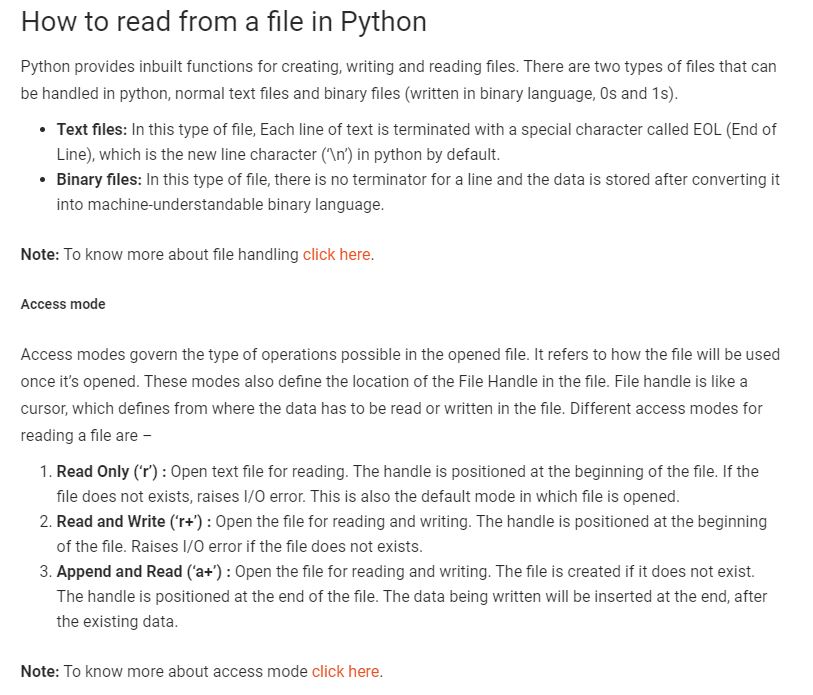 How to read from a file in Python
Python provides inbuilt functions for creating, writing and reading files. There are two types of files that can
be handled in python, normal text files and binary files (written in binary language, 0s and 1s).
• Text files: In this type of file, Each line of text is terminated with a special character called EOL (End of
Line), which is the new line character (‘\n’) in python by default.
• Binary files: In this type of file, there is no terminator for a line and the data is stored after converting it
into machine-understandable binary language.
Note: To know more about file handling click here.
Access mode
Access modes govern the type of operations possible in the opened file. It refers to how the file will be used
once it’s opened. These modes also define the location of the File Handle in the file. File handle is like a
cursor, which defines from where the data has to be read or written in the file. Different access modes for
reading a file are –
1. Read Only (‘r’) : Open text file for reading. The handle is positioned at the beginning of the file. If the
file does not exists, raises I/O error. This is also the default mode in which file is opened.
2. Read and Write (‘r+’) : Open the file for reading and writing. The handle is positioned at the beginning
of the file. Raises I/O error if the file does not exists.
3. Append and Read (‘a+’) : Open the file for reading and writing. The file is created if it does not exist.
The handle is positioned at the end of the file. The data being written will be inserted at the end, after
the existing data.
Note: To know more about access mode click here.